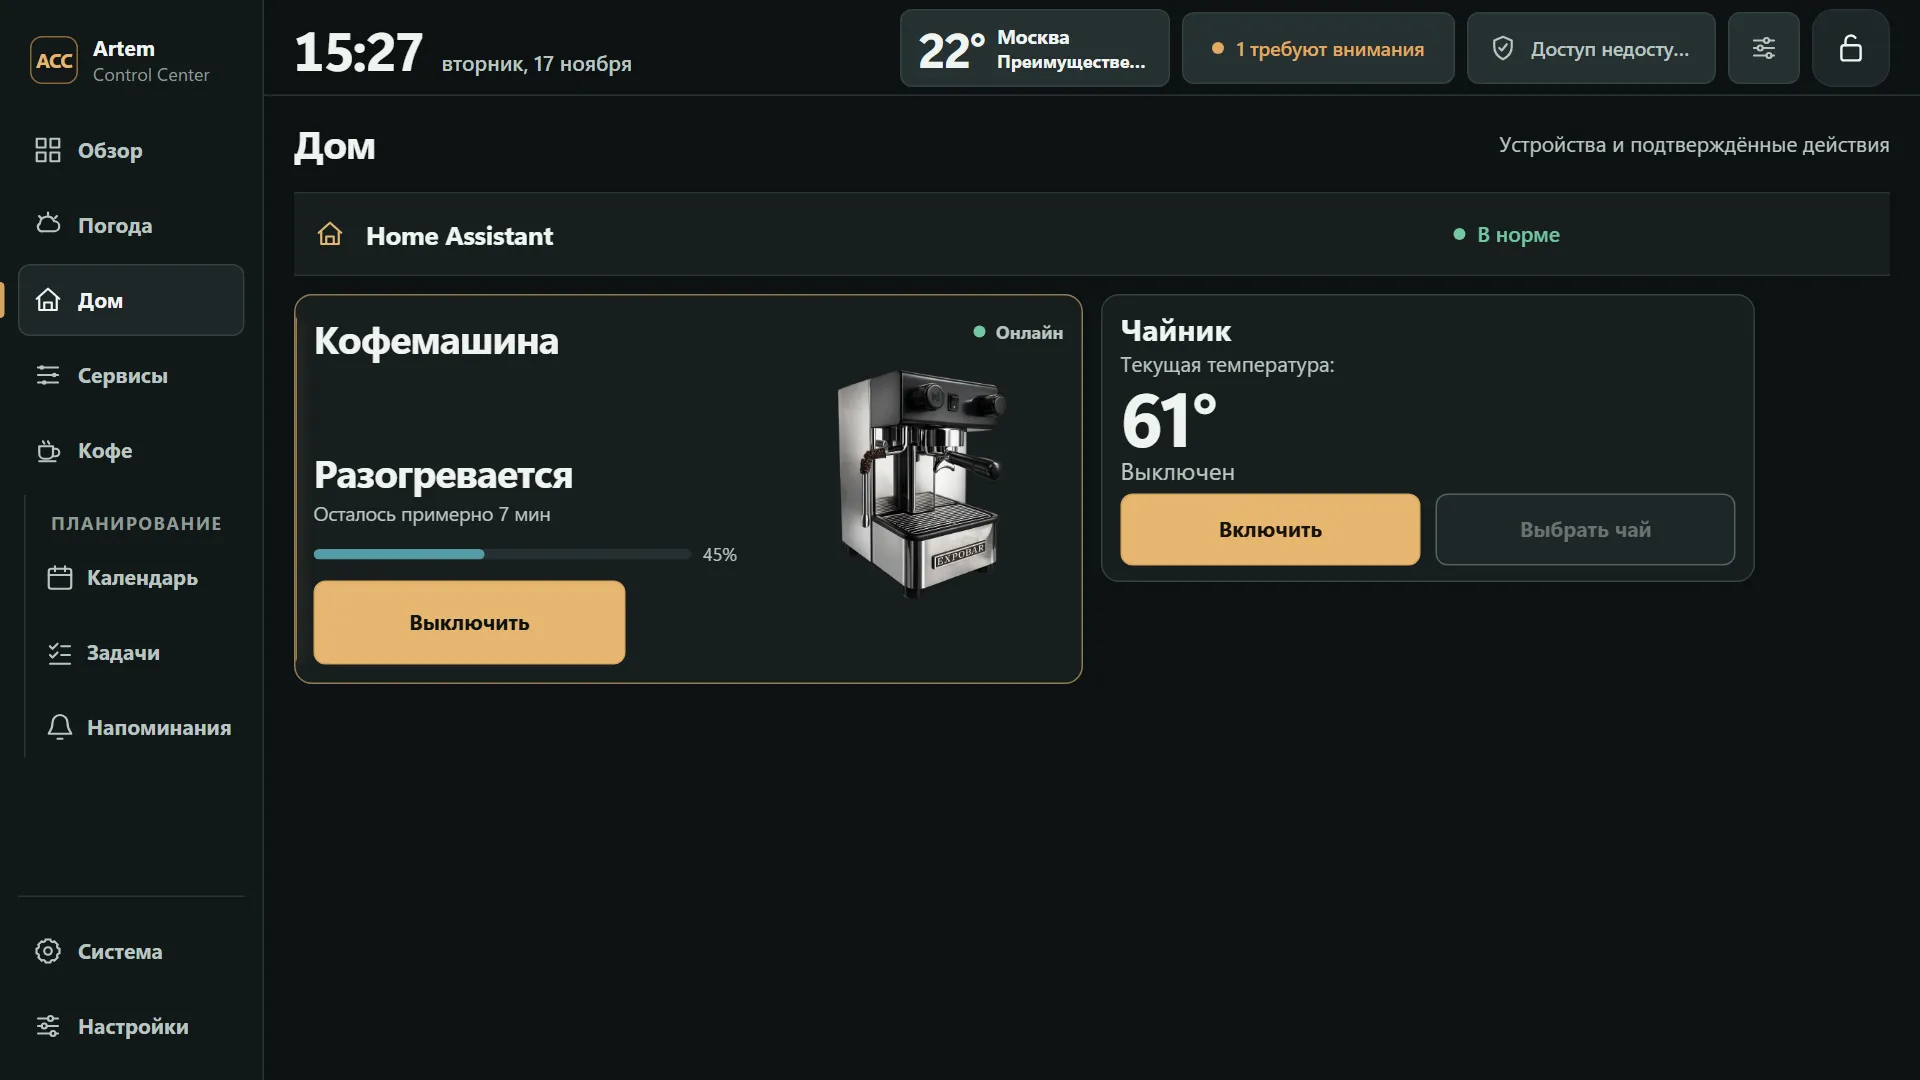 ACC
Artem
Control Center
Обзор
Погода
Дом
Сервисы
Кофе
ПЛАНИРОВАНИЕ
Календарь
Задачи
Напоминания
Система
Настройки
15:27 вторник, 17 ноября
22° Москва
Преимуществе...
1 требуют внимания
Доступ недосту...
Дом
Устройства и подтверждённые действия
Home Assistant
В норме
Кофемашина
Онлайн
Разогревается
Осталось примерно 7 мин
45%
EXPOBAR
Выключить
Чайник
Текущая температура:
61°
Выключен
Включить
Выбрать чай